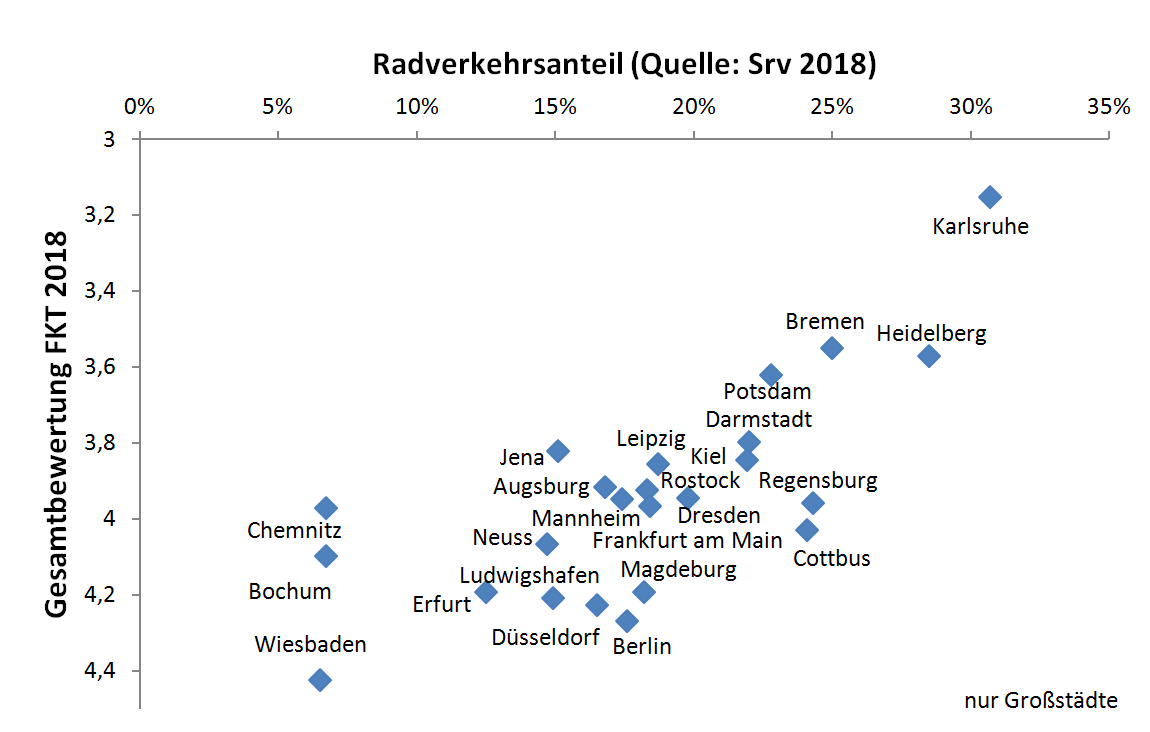 Radverkehrsanteil (Quelle: Srv 2018)
0% 5% 10% 15% 20% 25% 30% 35%
Gesamtbewertung FKT 2018
3
3,2
3,4
3,6
3,8
4
4,2
4,4
Karlsruhe
Bremen
Heidelberg
Potsdam
Darmstadt
Leipzig
Jena
Kiel
Augsburg
Rostock
Regensburg
Mannheim
Dresden
Chemnitz
Neuss
Frankfurt am Main
Cottbus
Ludwigshafen
Magdeburg
Bochum
Erfurt
Düsseldorf
Berlin
Wiesbaden
nur Großstädte